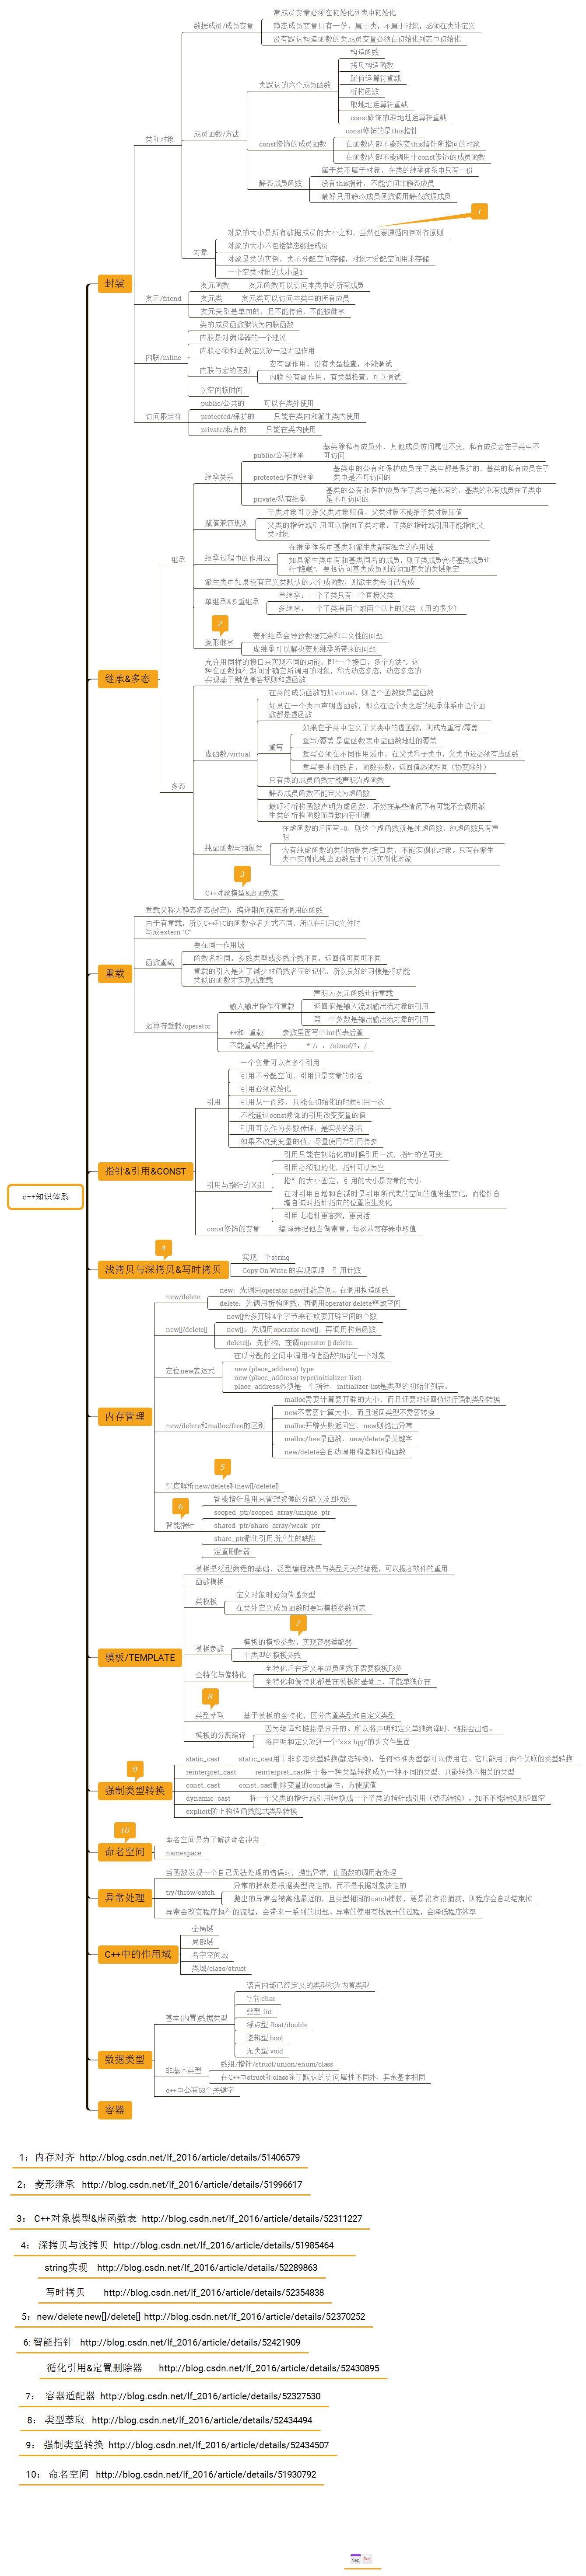 常成员变量必须在初始化列表中初始化
数据成员/成员变量
静态成员变量只有一份，属于类，不属于对象，必须在类外定义
没有默认构造函数的类成员变量必须在初始化列表中初始化
构造函数
拷贝构造函数
类默认的六个成员函数
赋值运算符重载
析构函数
取地址运算符重载
const修饰的取地址运算符重载
成员函数/方法
const修饰的是this指针
const修饰的成员函数
在函数内部不能改变this指针所指向的对象
在函数内部不能调用非const修饰的成员函数
类和对象
属于类不属于对象，在类的继承体系中只有一份
静态成员函数
没有this指针，不能访问非静态成员
最好只用静态成员函数调用静态数据成员
1
对象的大小是所有数据成员的大小之和，当然也要遵循内存对齐原则
对象的大小不包括静态数据成员
对象
对象是类的实例，类不分配空间存储，对象才分配空间用来存储
一个空类对象的大小是1
封装
友元函数
友元函数可以访问本类中的所有成员
友元/friend
友元类
友元类可以访问本类中的所有成员
友元关系是单向的，且不能传递，不能被继承
类的成员函数默认为内联函数
内联是对编译器的一个建议
内联必须和函数定义放一起才起作用
内联/inline
内联与宏的区别
宏有副作用，没有类型检查，不能调试
内联 没有副作用，有类型检查，可以调试
以空间换时间
public/公共的
可以在类外使用
访问限定符
protected/保护的
只能在类内和派生类内使用
private/私有的
只能在类内使用
public/公有继承
基类除私有成员外，其他成员访问属性不变，私有成员会在子类中不
可访问
继承关系
protected/保护继承
基类中的公有和保护成员在子类中都是保护的，基类的私有成员在子
类中是不可访问的
private/私有继承
基类的公有和保护成员在子类中是私有的，基类的私有成员在子类中
是不可访问的
赋值兼容规则
子类对象可以给父类对象赋值，父类对象不能给子类对象赋值
父类的指针或引用可以指向子类对象，子类的指针或引用不能指向父
类对象
继承
继承过程中的作用域
在继承体系中基类和派生类都有独立的作用域
如果派生类中有和基类同名的成员，则子类成员会将基类成员进
行“隐藏”，要想访问基类成员则必须加基类的类域限定
派生类中如果没有定义类默认的六个成函数，则派生类会自己合成
单继承&多重继承
单继承，一个子类只有一个直接父类
多继承，一个子类有两个或两个以上的父类 （用的很少）
2
菱形继承
菱形继承会导致数据冗余和二义性的问题
虚继承可以解决菱形继承所带来的问题
继承&多态
允许用同样的接口来实现不同的功能，即“一个接口，多个方法”，这
种在函数执行期间才确定所调用的对象，称为动态多态，动态多态的
实现基于赋值兼容规则和虚函数
在类的成员函数前加virtual，则这个函数就是虚函数
如果在一个类中声明虚函数，那么在这个类之后的继承体系中这个函
数都是虚函数
虚函数/virtual
如果在子类中定义了父类中的虚函数，则成为重写/覆盖
重写
重写/覆盖 是虚函数表中虚函数地址的覆盖
重写必须在不同作用域中，在父类和子类中，父类中还必须有虚函数
重写要求函数名，函数参数，返回值必须相同（协变除外）
只有类的成员函数才能声明为虚函数
多态
静态成员函数不能定义为虚函数
最好将析构函数声明为虚函数，不然在某些情况下有可能不会调用派
生类的析构函数而导致内存泄漏
纯虚函数与抽象类
在虚函数的后面写=0，则这个虚函数就是纯虚函数，纯虚函数只有声
明
含有纯虚函数的类叫抽象类/接口类，不能实例化对象，只有在派生
类中实例化纯虚函数后才可以实例化对象
3
C++对象模型&虚函数表
重载又称为静态多态(绑定)，编译期间确定所调用的函数
由于有重载，所以C++和C的函数命名方式不同，所以在引用C文件时
写成extern "C"
函数重载
要在同一作用域
函数名相同，参数类型或参数个数不同，返回值可同可不同
重载的引入是为了减少对函数名字的记忆，所以良好的习惯是将功能
类似的函数才实现成重载
重载
输入输出操作符重载
声明为友元函数进行重载
返回值是输入流或输出流对象的引用
第一个参数是输出输出流对象的引用
运算符重载/operator
++和--重载
参数里面写个int代表后置
不能重载的操作符
* /，：/sizeof/?：/.
一个变量可以有多个引用
引用不分配空间，引用只是变量的别名
引用必须初始化
引用
引用从一而终，只能在初始化的时候引用一次
不能通过const修饰的引用改变变量的值
引用可以作为参数传递，是实参的别名
如果不改变变量的值，尽量使用常引用传参
指针&引用&CONST
引用只能在初始化的时候引用一次，指针的值可变
引用必须初始化，指针可以为空
引用与指针的区别
指针的大小固定，引用的大小是变量的大小
在对引用自增和自减时是引用所代表的空间的值发生变化，而指针自
增自减时指针指向的位置发生变化
引用比指针更高效，更灵活
c++知识体系
const修饰的变量
编译器把他当做常量，每次从寄存器中取值
4
浅拷贝与深拷贝&写时拷贝
实现一个string
Copy On Write 的实现原理---引用计数
new/delete
new：先调用operator new开辟空间，在调用构造函数
delete：先调用析构函数，再调用operator delete释放空间
new[]/delete[]
new[]会多开辟4个字节来存放要开辟空间的个数
new[]，先调用operator new[]，再调用构造函数
delete[]；先析构，在调operator [] delete
定位new表达式
在以分配的空间中调用构造函数初始化一个对象
new (place_address) type
new (place_address) type(initializer-list)
place_address必须是一个指针，initializer-list是类型的初始化列表。
内存管理
malloc需要计算要开辟的大小，而且还要对返回值进行强制类型转换
new不需要计算大小，而且返回类型不需要转换
new/delete和malloc/free的区别
malloc开辟失败返回空，new则抛出异常
malloc/free是函数，new/delete是关键字
new/delete会自动调用构造和析构函数
5
深度解析new/delete和new[]/delete[]
6
智能指针
智能指针是用来管理资源的分配以及回收的
scoped_ptr/scoped_array/unique_ptr
shared_ptr/share_array/weak_ptr
share_ptr循化引用所产生的缺陷
定置删除器
模板是泛型编程的基础，泛型编程就是与类型无关的编程，可以提高软件的重用
函数模板
类模板
定义对象时必须传递类型
在类外定义成员函数时要写模板参数列表
7
模板参数
模板的模板参数，实现容器适配器
非类型的模板参数
模板/TEMPLATE
全特化与偏特化
全特化后在定义车成员函数不需要模板形参
全特化和偏特化都是在模板的基础上，不能单独存在
8
类型萃取
基于模板的全特化，区分内置类型和自定义类型
模板的分离编译
因为编译和链接是分开的，所以将声明和定义单独编译时，链接会出错。
将声明和定义放到一个"xxx.hpp"的头文件里面
9
强制类型转换
static_cast
static_cast用于非多态类型转换(静态转换)，任何标准类型都可以使用它，它只能用于两个关联的类型转换
reinterpret_cast
reinterpret_cast用于将一种类型转换成另一种不同的类型，只能转换不相关的类型
const_cast
const_cast删除变量的const属性，方便赋值
dynamic_cast
将一个父类的指针或引用转换成一个子类的指针或引用（动态转换），如不不能转换则返回空
explicit防止构造函数隐式类型转换
10
命名空间
命名空间是为了解决命名冲突
namespace
异常处理
当函数发现一个自己无法处理的错误时，抛出异常，由函数的调用者处理
try/throw/catch
异常的捕获是根据类型决定的，而不是根据对象决定的
抛出的异常会被离他最近的，且类型相同的catch捕获，要是没有没捕获，则程序会自动结束掉
异常会改变程序执行的流程，会带来一系列的问题，异常的使用有栈展开的过程，会降低程序效率
C++中的作用域
全局域
局部域
名字空间域
类域/class/struct
数据类型
基本(内置)数据类型
语言内部已经定义的类型称为内置类型
字符char
整型 int
浮点型 float/double
逻辑型 bool
无类型 void
非基本类型
数组/指针/struct/union/enum/class
在C++中struct和class除了默认的访问属性不同外，其余基本相同
c++中公有63个关键字
容器
1：内存对齐 http://blog.csdn.net/lf_2016/article/details/51406579
2： 菱形继承 http://blog.csdn.net/lf_2016/article/details/51996617
3： C++对象模型&虚函数表 http://blog.csdn.net/lf_2016/article/details/52311227
4： 深拷贝与浅拷贝 http://blog.csdn.net/lf_2016/article/details/51985464
string实现 http://blog.csdn.net/lf_2016/article/details/52289863
写时拷贝 http://blog.csdn.net/lf_2016/article/details/52354838
5：new/delete new[]/delete[] http://blog.csdn.net/lf_2016/article/details/52370252
6: 智能指针 http://blog.csdn.net/lf_2016/article/details/52421909
循化引用&定置删除器 http://blog.csdn.net/lf_2016/article/details/52430895
7： 容器适配器 http://blog.csdn.net/lf_2016/article/details/52327530
8： 类型萃取 http://blog.csdn.net/lf_2016/article/details/52434494
9： 强制类型转换 http://blog.csdn.net/lf_2016/article/details/52434507
10： 命名空间 http://blog.csdn.net/lf_2016/article/details/51930792